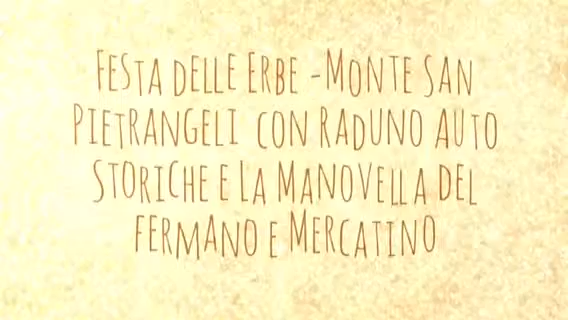 FESTA DELLE ERBE -MONTE SAN
PIETRANGELI CON RADUNO AUTO
STORICHE E LA MANOVELLA DEL
FERMANO E MERCATINO